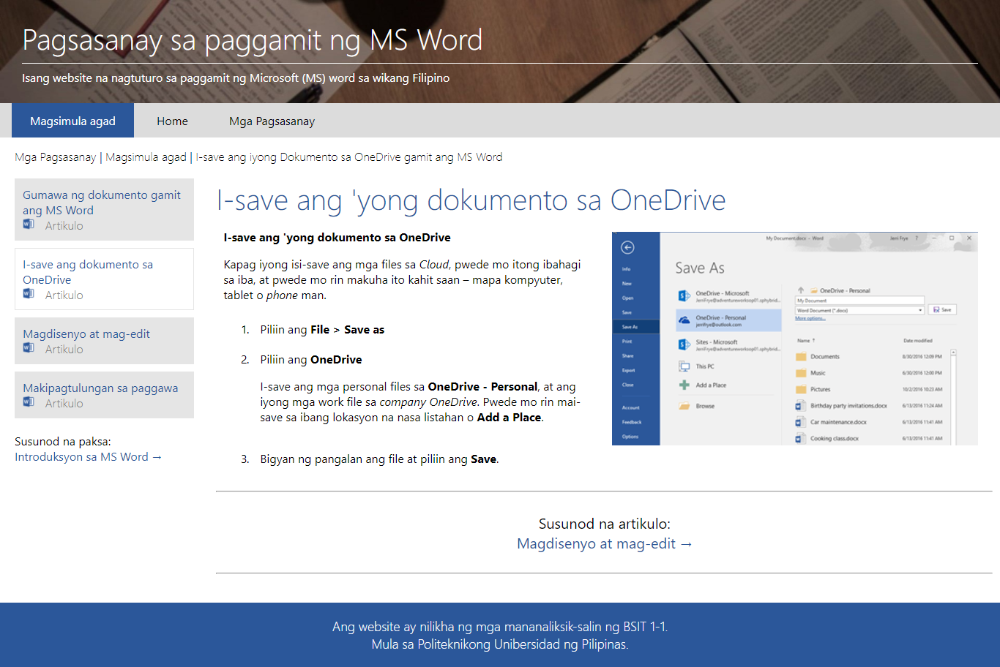 Pagsasanay sa paggamit ng MS Word
Isang website na nagtuturo sa paggamit ng Microsoft (MS) word sa wikang Filipino
Magsimula agad
Home
Mga Pagsasanay
Mga Pagsasanay | Magsimula agad | I-save ang iyong Dokumento sa OneDrive gamit ang MS Word
Gumawa ng dokumento gamit
ang MS Word
Artikulo
I-save ang dokumento sa
OneDrive
Artikulo
Magdisenyo at mag-edit
Artikulo
Makipagtulungan sa paggawa
Artikulo
Susunod na paksa:
Introduksyon sa MS Word →
I-save ang 'yong dokumento sa OneDrive
I-save ang 'yong dokumento sa OneDrive
Kapag iyong isi-save ang mga files sa Cloud, pwede mo itong ibahagi
sa iba, at pwede mo rin makuha ito kahit saan – mapa kompyuter,
tablet o phone man.
1. Piliin ang File > Save as
2. Piliin ang OneDrive
I-save ang mga personal files sa OneDrive - Personal, at ang
iyong mga work file sa company OneDrive. Pwede mo rin mai-
save sa ibang lokasyon na nasa listahan o Add a Place.
3. Bigyan ng pangalan ang file at piliin ang Save.
My Document.docx - Word
Jerri Frye ?
Info
New
Open
Save
Save As
Print
Share
Export
Close
Account
Feedback
Options
Save As
OneDrive - Microsoft
OneDrive - Personal
jerrifrye@outlook.com
Sites - Microsoft
This PC
Add a Place
Browse
OneDrive - Personal
My Document
Word Document (*.docx)
Save
More options...
Name ↑
Date modified
Documents
8/30/2016 12:09 PM
Music
6/30/2016 12:09 PM
Pictures
10/2/2016 10:23 AM
Birthday party invitations.docx
6/13/2016 11:24 AM
Car maintenance.docx
6/13/2016 11:41 AM
Cooking class.docx
6/13/2016 11:41 AM
Susunod na artikulo:
Magdisenyo at mag-edit →
Ang website ay nilikha ng mga mananaliksik-salin ng BSIT 1-1.
Mula sa Politeknikong Unibersidad ng Pilipinas.